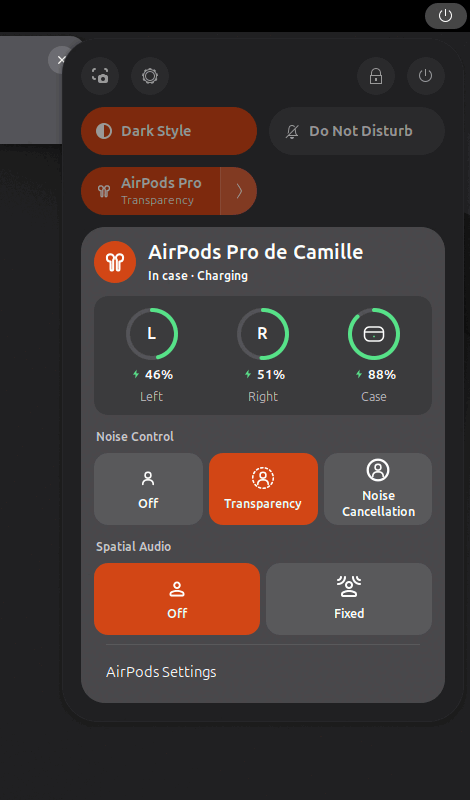 Dark Style
Do Not Disturb
AirPods Pro
Transparency
AirPods Pro de Camille
In case · Charging
L
R
46%
51%
88%
Left
Right
Case
Noise Control
Off
Transparency
Noise
Cancellation
Spatial Audio
Off
Fixed
AirPods Settings